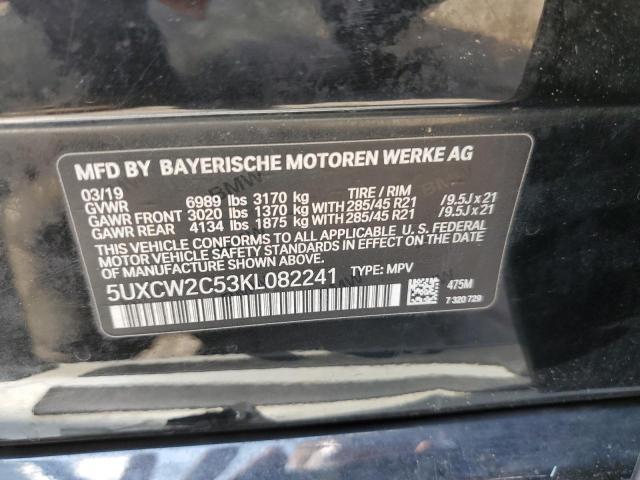 MFD BY BAYERISCHE MOTOREN WERKE AG
03/19 TIRE / RIM
GVWR 6989 lbs 3170 kg
GAWR FRONT 3020 lbs 1370 kg WITH 285/45 R21 /9.5J x 21
GAWR REAR 4134 lbs 1875 kg WITH 285/45 R21 /9.5J x 21
THIS VEHICLE CONFORMS TO ALL APPLICABLE U. S. FEDERAL
MOTOR VEHICLE SAFETY STANDARDS IN EFFECT ON THE DATE
OF MANUFACTURE SHOWN ABOVE.
5UXCW2C53KL082241 TYPE: MPV
475M
7 320 729